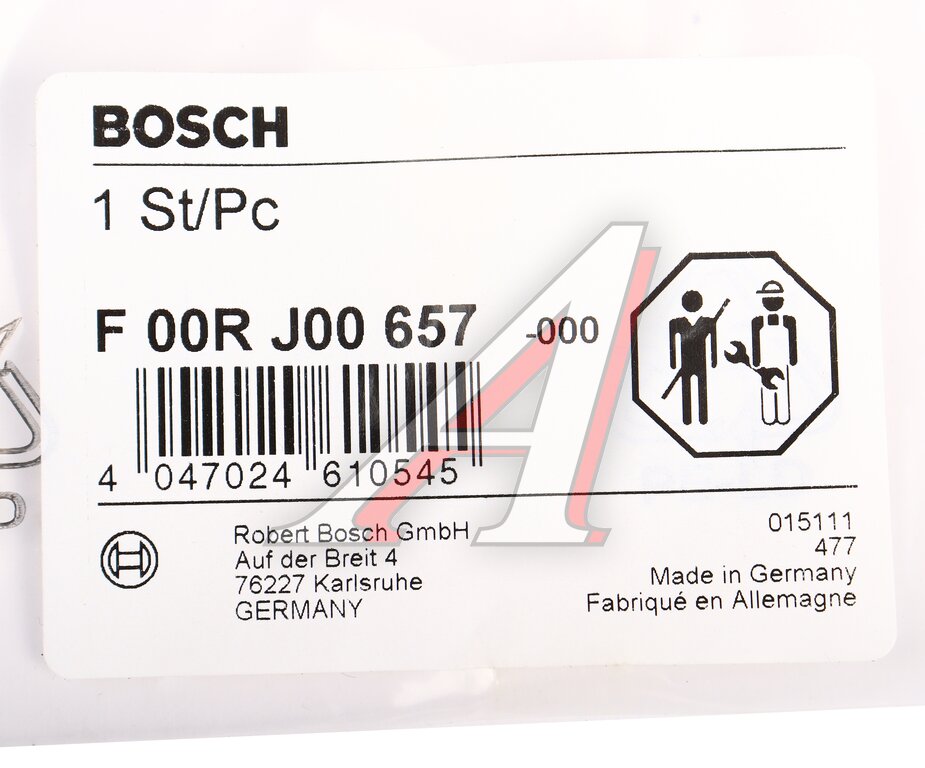 BOSCH
1 St/Pc
F 00R J00 657 -000
4 047024 610545
Robert Bosch GmbH
Auf der Breit 4
76227 Karlsruhe
GERMANY
015111
477
Made in Germany
Fabriqué en Allemagne